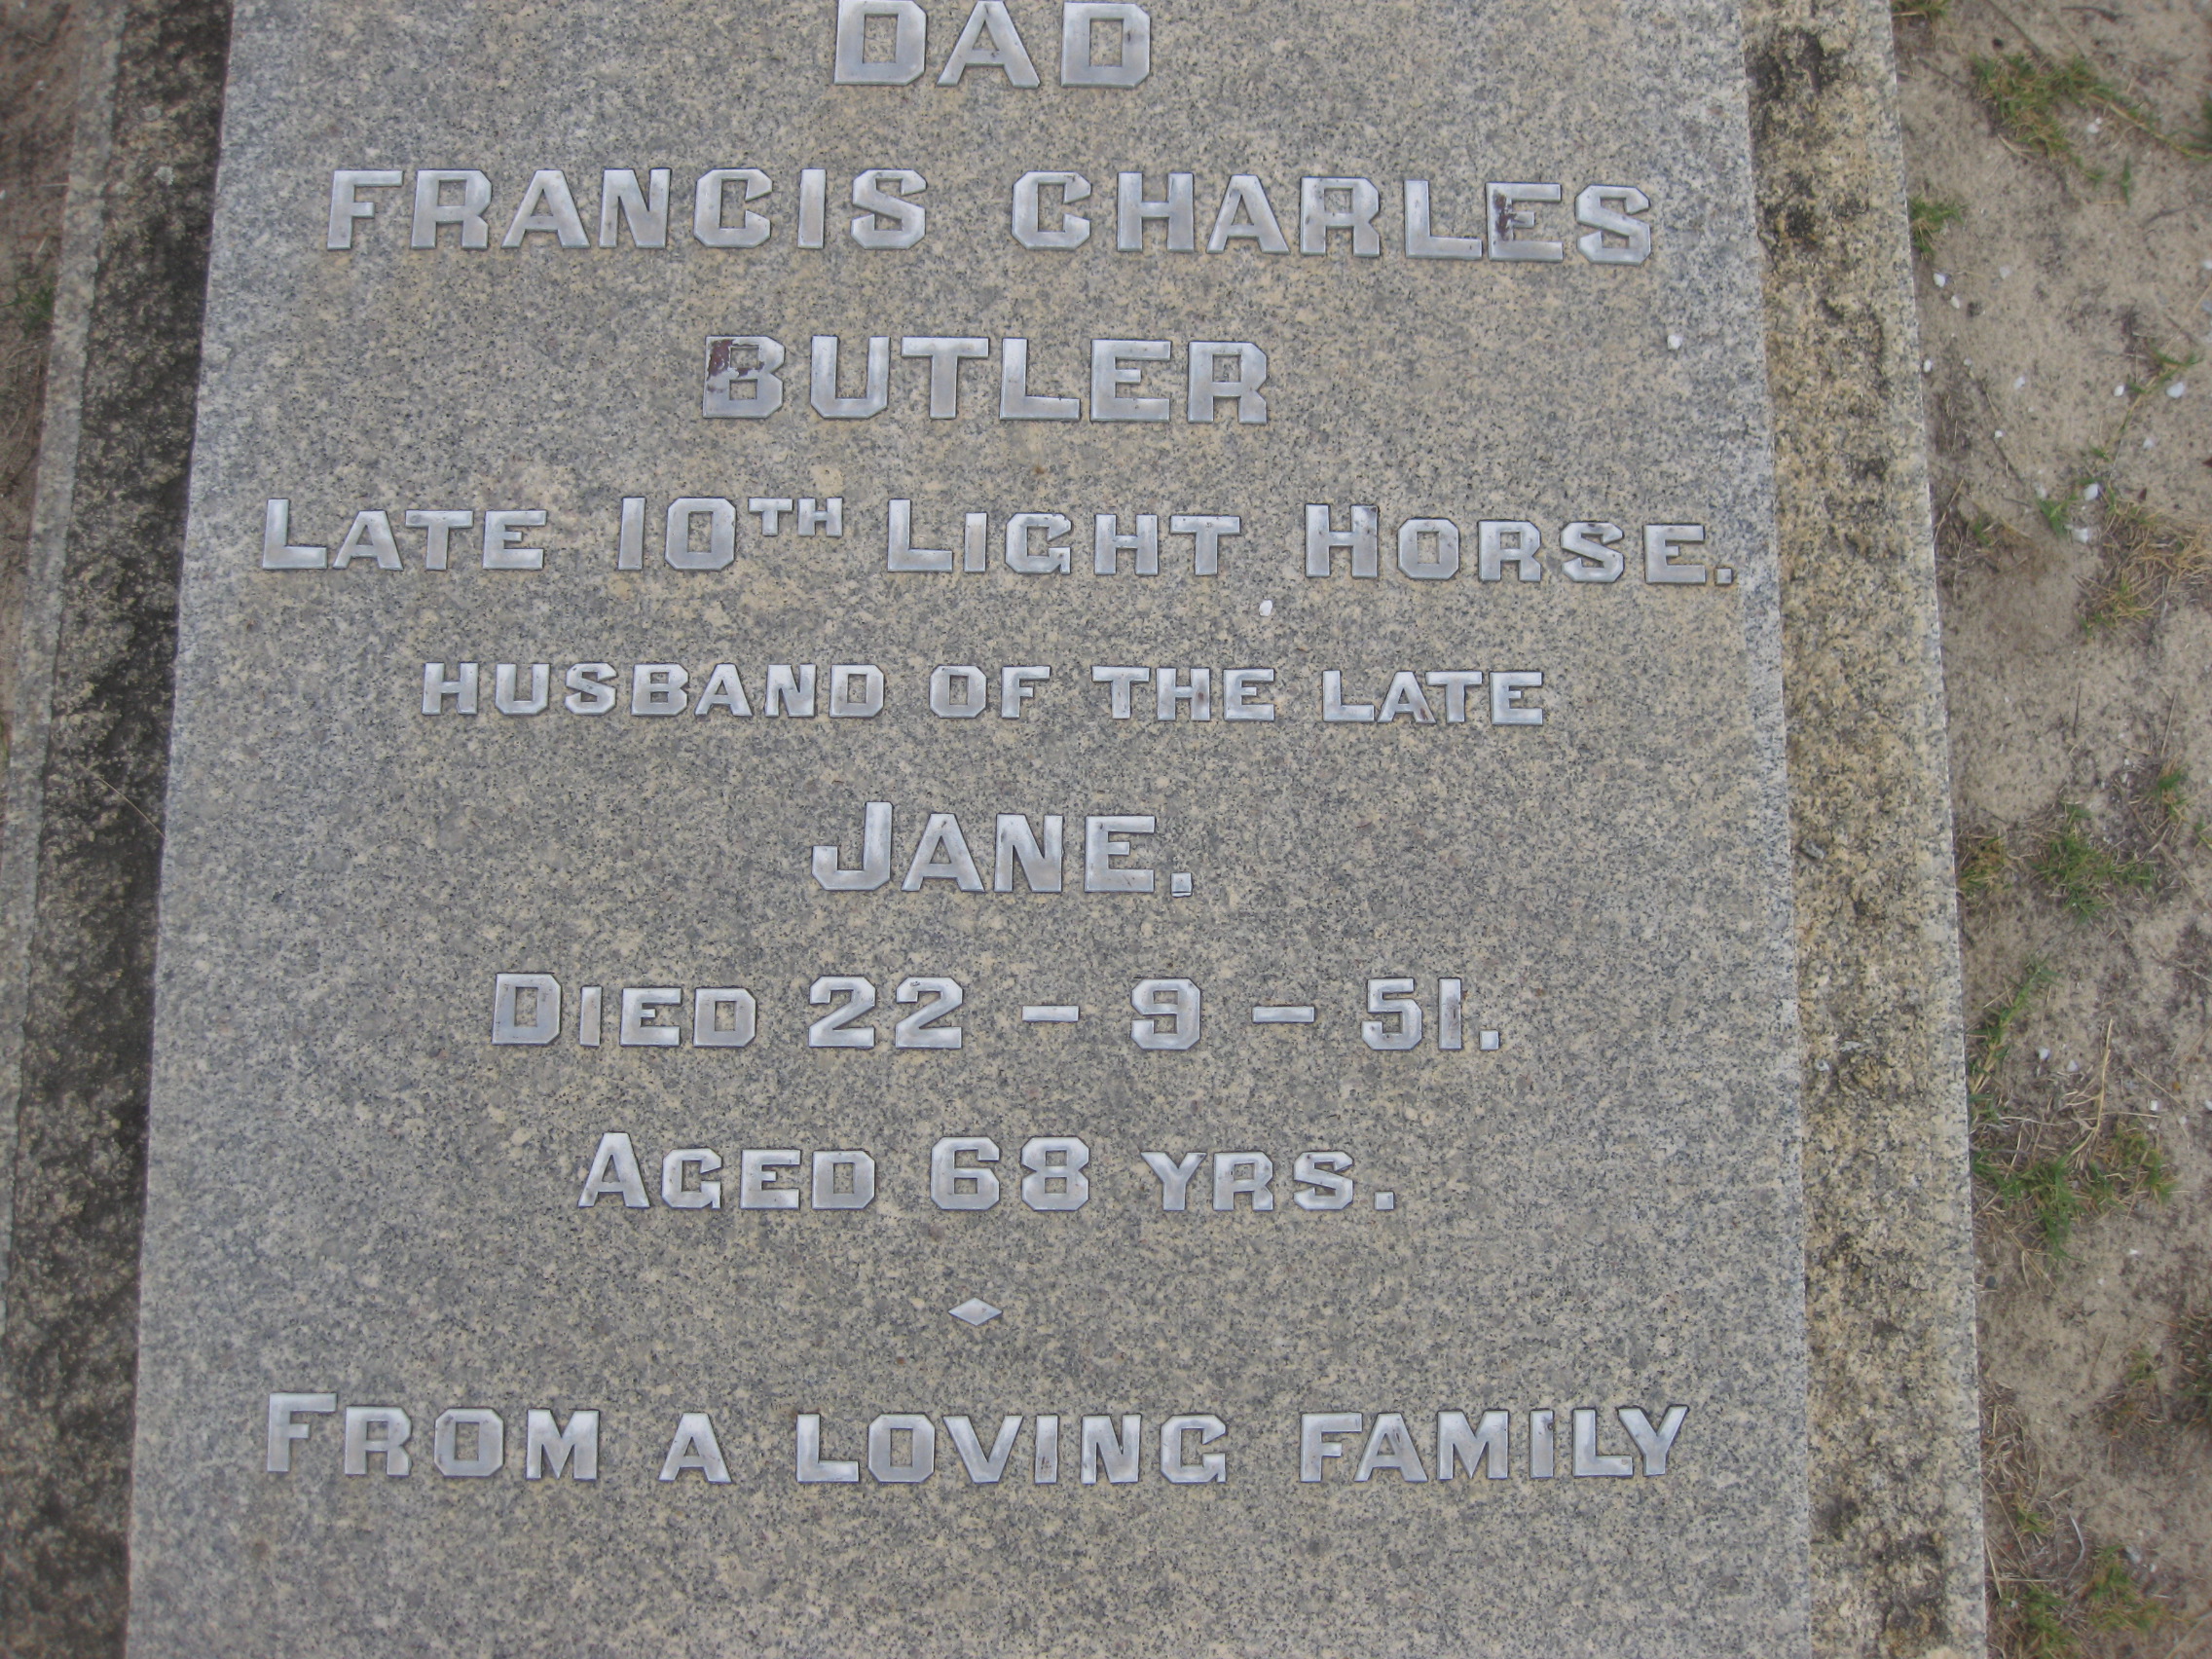 DAD
FRANCIS CHARLES
BUTLER
LATE 10TH LIGHT HORSE.
HUSBAND OF THE LATE
JANE.
DIED 22 - 9 - 51.
AGED 68 YRS.
FROM A LOVING FAMILY